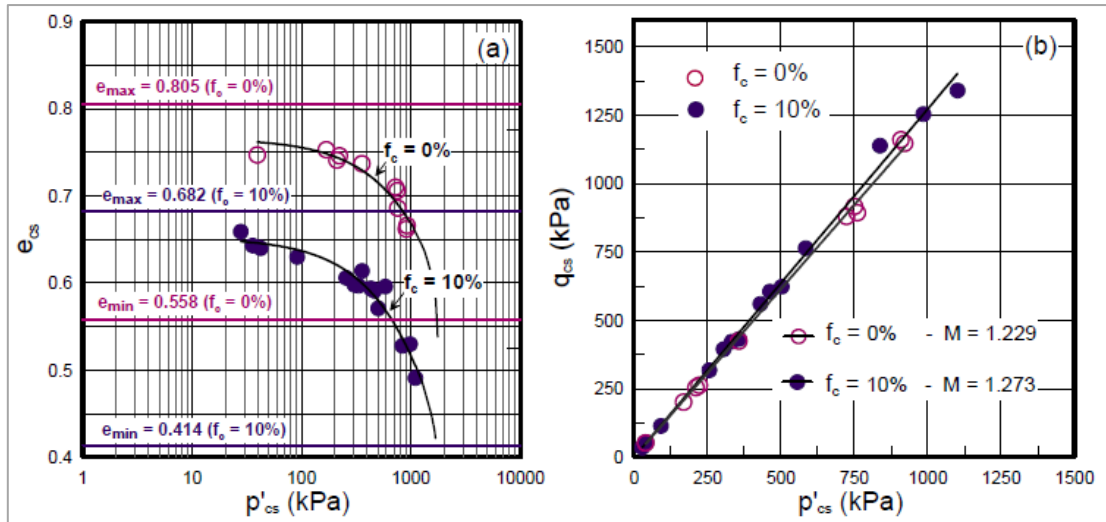 (a)
0.9
0.8
0.7
0.6
0.5
0.4
e_cs
e_max = 0.805 (f_c = 0%)
f_c = 0%
e_max = 0.682 (f_c = 10%)
f_c = 10%
e_min = 0.558 (f_c = 0%)
e_min = 0.414 (f_c = 10%)
1 10 100 1000 10000
p'_cs (kPa)
(b)
1500
1250
1000
750
500
250
0
q_cs (kPa)
f_c = 0%
f_c = 10%
f_c = 0% - M = 1.229
f_c = 10% - M = 1.273
0 250 500 750 1000 1250 1500
p'_cs (kPa)